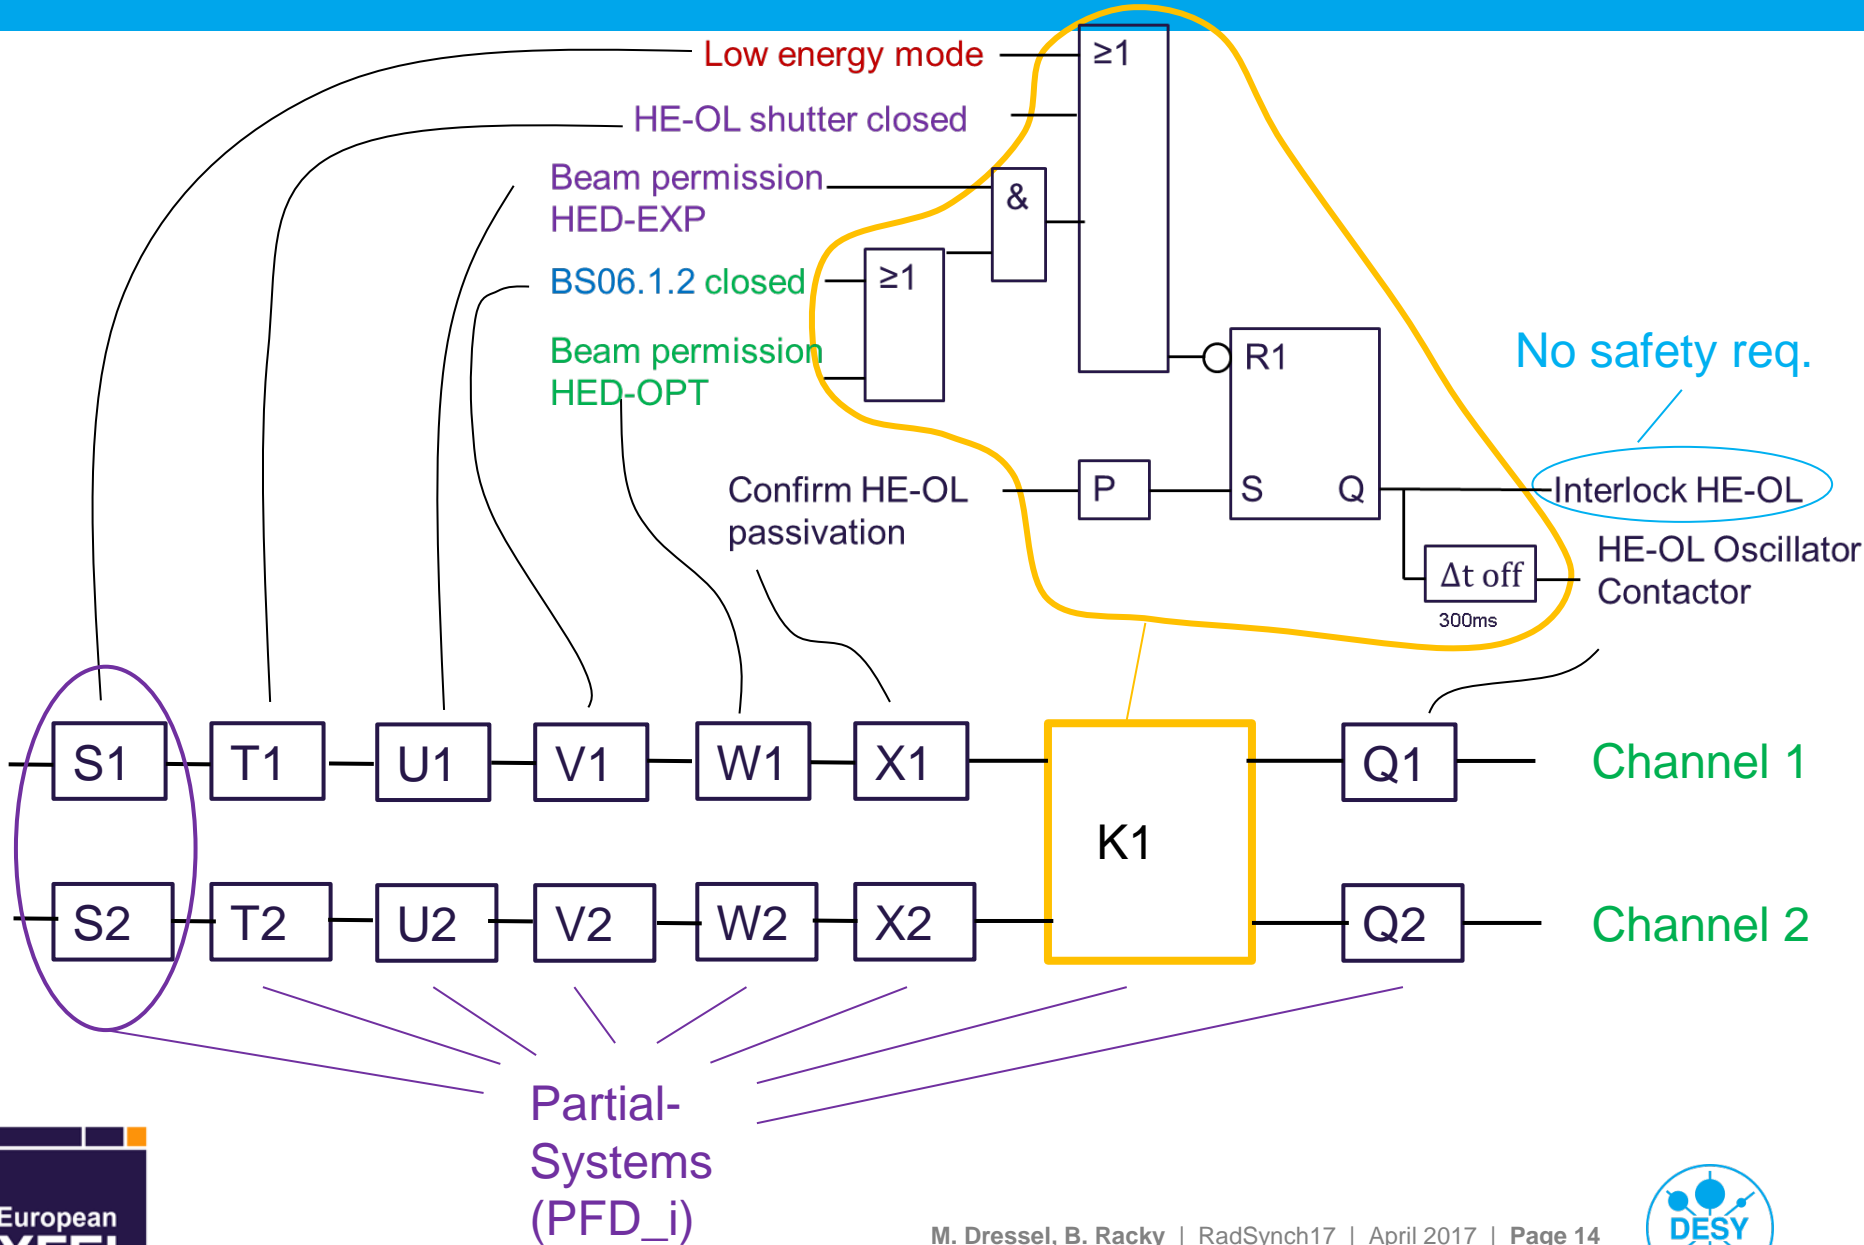 Low energy mode
≥1
HE-OL shutter closed
Beam permission
HED-EXP
&
BS06.1.2 closed
≥1
Beam permission
HED-OPT
R1
No safety req.
Confirm HE-OL
passivation
P
S
Q
Interlock HE-OL
HE-OL Oscillator
Contactor
Δt off
300ms
S1
T1
U1
V1
W1
X1
K1
Q1
Channel 1
S2
T2
U2
V2
W2
X2
Q2
Channel 2
Partial-
Systems
(PFD_i)
European
M. Dressel, B. Racky | RadSynch17 | April 2017 | Page 14
DESY